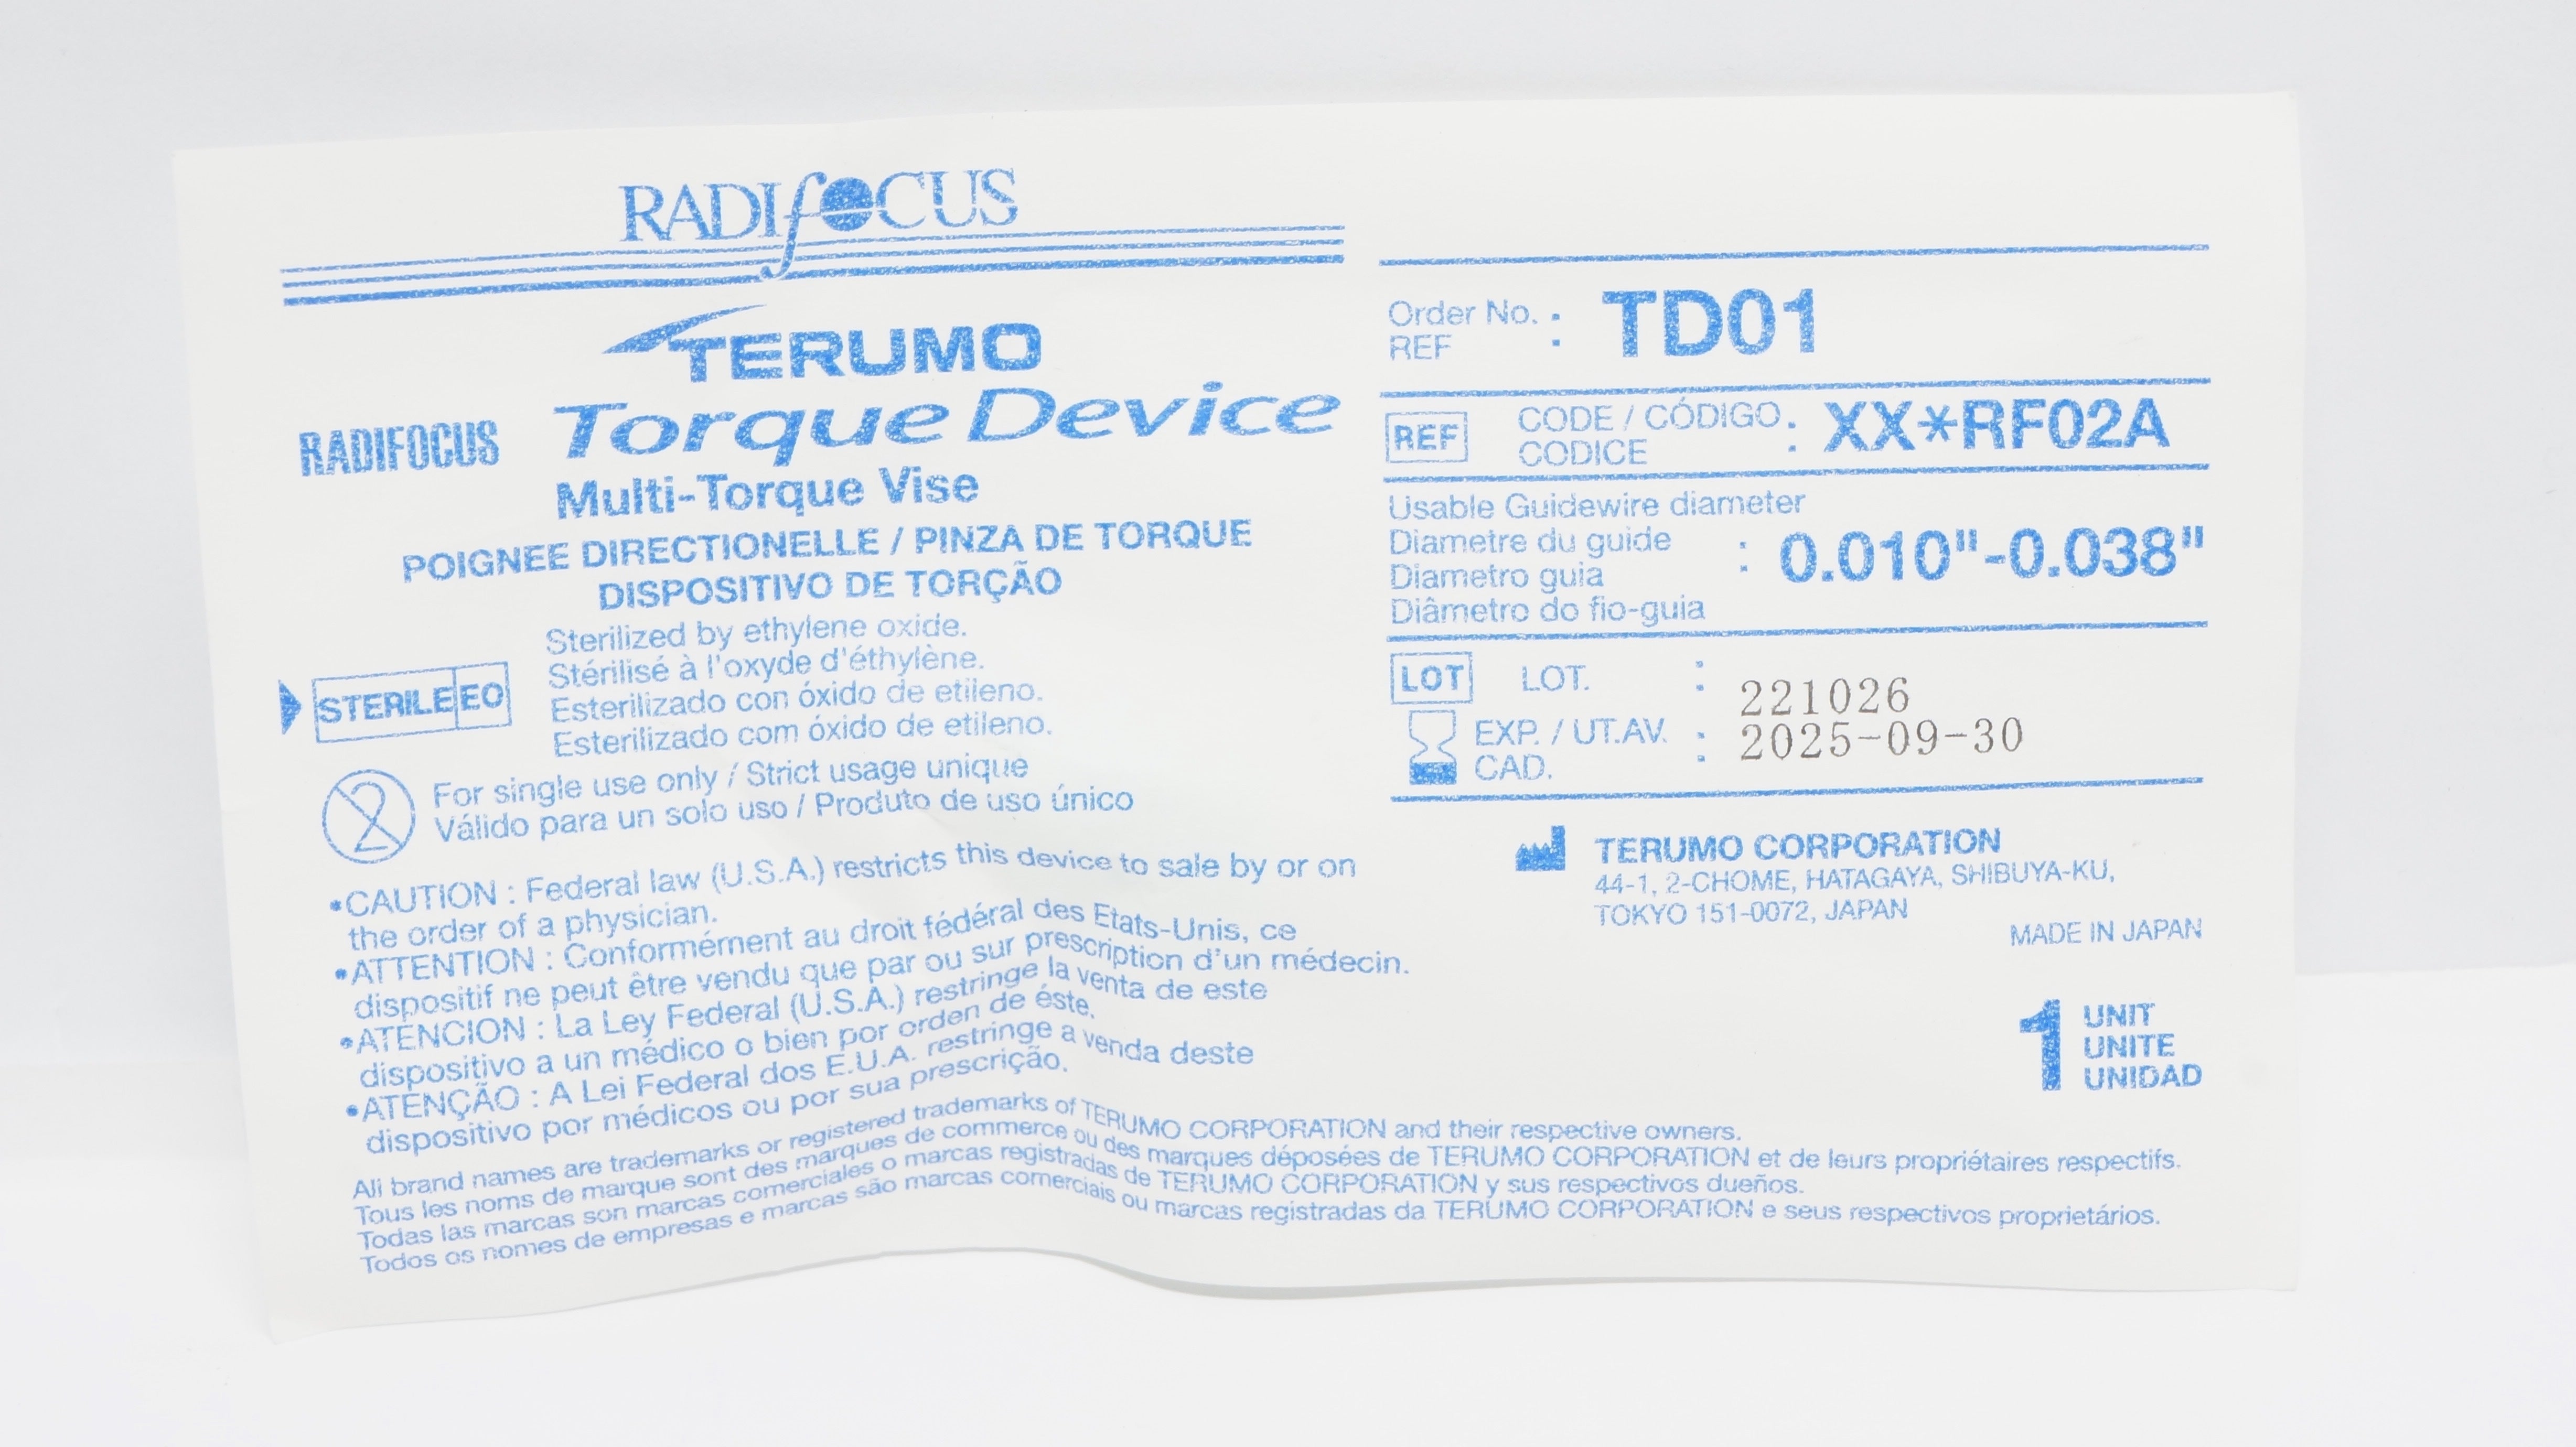 RADIFOCUS
TERUMO
RADIFOCUS Torque Device
Multi-Torque Vise
POIGNEE DIRECTIONELLE / PINZA DE TORQUE
DISPOSITIVO DE TORÇÃO
STERILE EO
Sterilized by ethylene oxide.
Stérilisé à l'oxyde d'éthylène.
Esterilizado con óxido de etileno.
Esterilizado com óxido de etileno.
2
For single use only / Strict usage unique
Válido para un solo uso / Produto de uso único
•CAUTION : Federal law (U.S.A.) restricts this device to sale by or on
the order of a physician.
•ATTENTION : Conformément au droit fédéral des Etats-Unis, ce
dispositif ne peut être vendu que par ou sur prescription d'un médecin.
•ATENCION : La Ley Federal (U.S.A.) restringe la venta de este
dispositivo a un médico o bien por orden de éste.
•ATENÇÃO : A Lei Federal dos E.U.A. restringe a venda deste
dispositivo por médicos ou por sua prescrição.
Order No. : TD01
REF
REF CODE / CÓDIGO : XX*RF02A
CODICE
Usable Guidewire diameter
Diametre du guide : 0.010"-0.038"
Diametro guia
Diâmetro do fio-guia
LOT LOT. : 221026
EXP. / UT.AV. : 2025-09-30
CAD.
TERUMO CORPORATION
44-1, 2-CHOME, HATAGAYA, SHIBUYA-KU,
TOKYO 151-0072, JAPAN
MADE IN JAPAN
1 UNIT
UNITE
UNIDAD
All brand names are trademarks or registered trademarks of TERUMO CORPORATION and their respective owners.
Tous les noms de marque sont des marques de commerce ou des marques déposées de TERUMO CORPORATION et de leurs propriétaires respectifs.
Todas las marcas son marcas comerciales o marcas registradas de TERUMO CORPORATION y sus respectivos dueños.
Todos os nomes de empresas e marcas são marcas comerciais ou marcas registradas da TERUMO CORPORATION e seus respectivos proprietários.